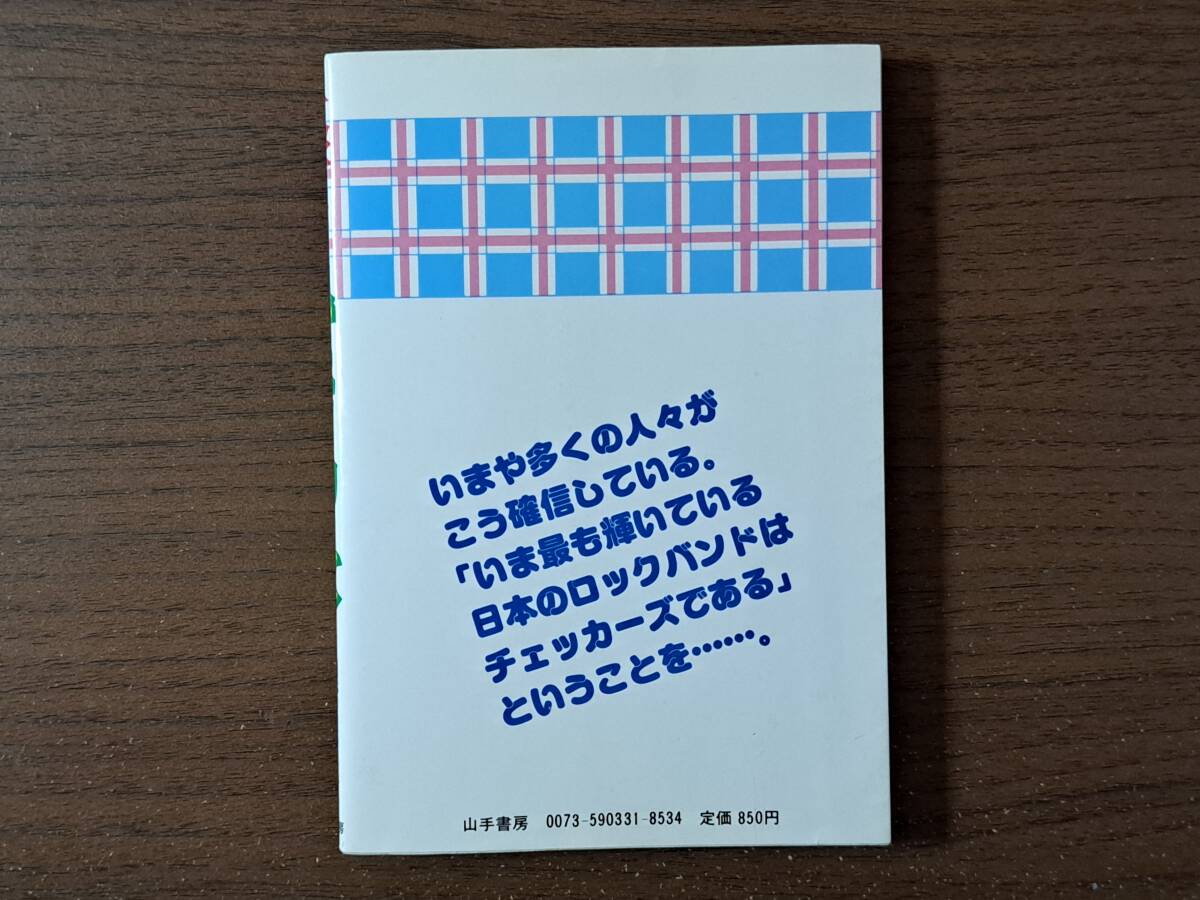 いまや多くの人々が
こう確信している。
「いま最も輝いている
日本のロックバンドは
チェッカーズである」
ということを……。
山手書房 0073-590331-8534 定価 850円